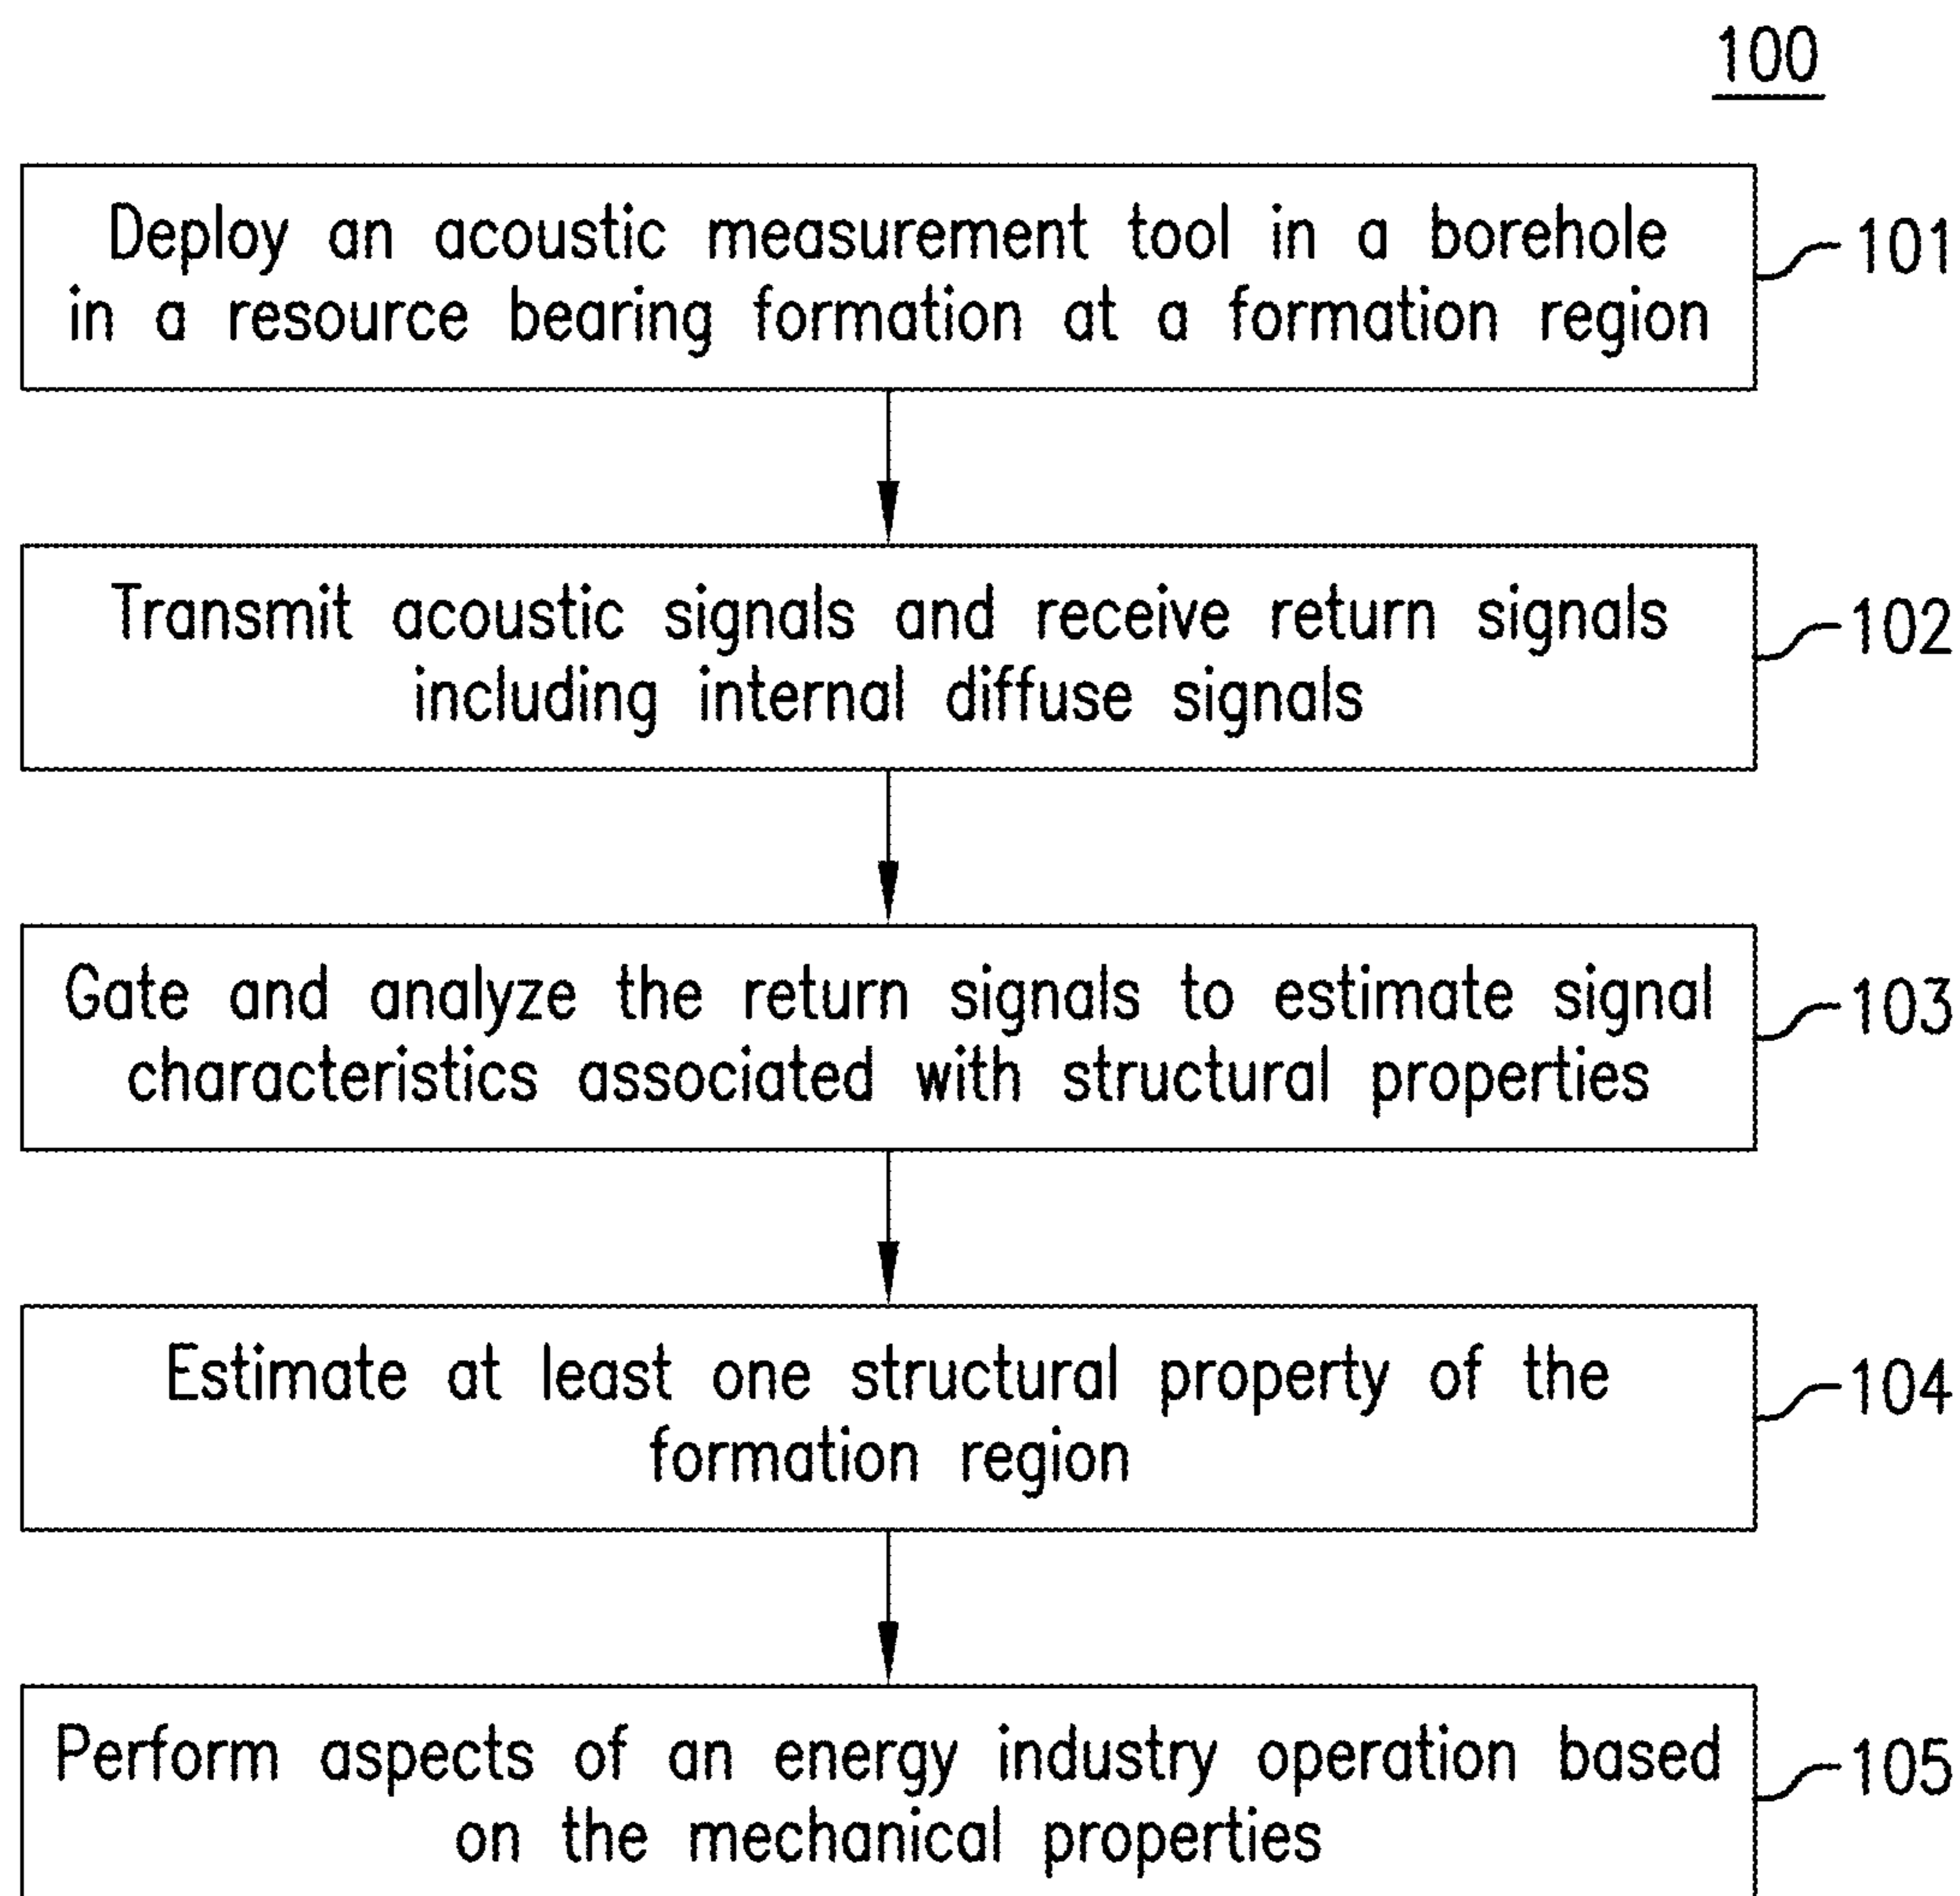 100
Deploy an acoustic measurement tool in a borehole
in a resource bearing formation at a formation region
101
Transmit acoustic signals and receive return signals
including internal diffuse signals
102
Gate and analyze the return signals to estimate signal
characteristics associated with structural properties
103
Estimate at least one structural property of the
formation region
104
Perform aspects of an energy industry operation based
on the mechanical properties
105